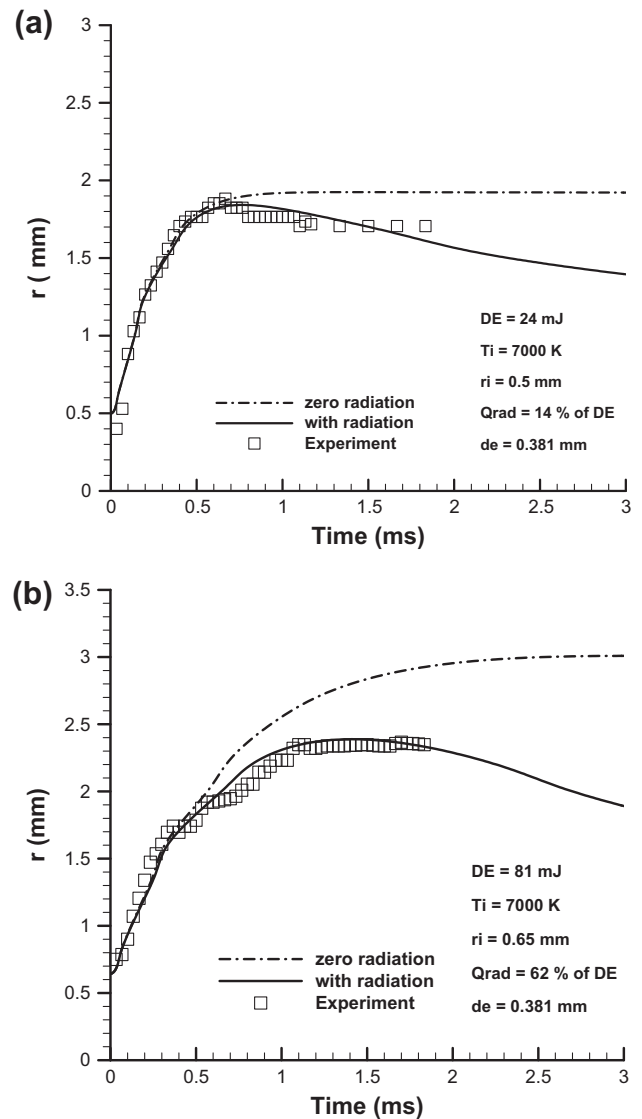 (a)
3
2.5
2
1.5
1
0.5
0
r ( mm)
DE = 24 mJ
Ti = 7000 K
ri = 0.5 mm
Qrad = 14 % of DE
de = 0.381 mm
zero radiation
with radiation
Experiment
0 0.5 1 1.5 2 2.5 3
Time (ms)
(b)
3.5
3
2.5
2
1.5
1
0.5
0
r (mm)
DE = 81 mJ
Ti = 7000 K
ri = 0.65 mm
Qrad = 62 % of DE
de = 0.381 mm
zero radiation
with radiation
Experiment
0 0.5 1 1.5 2 2.5 3
Time (ms)